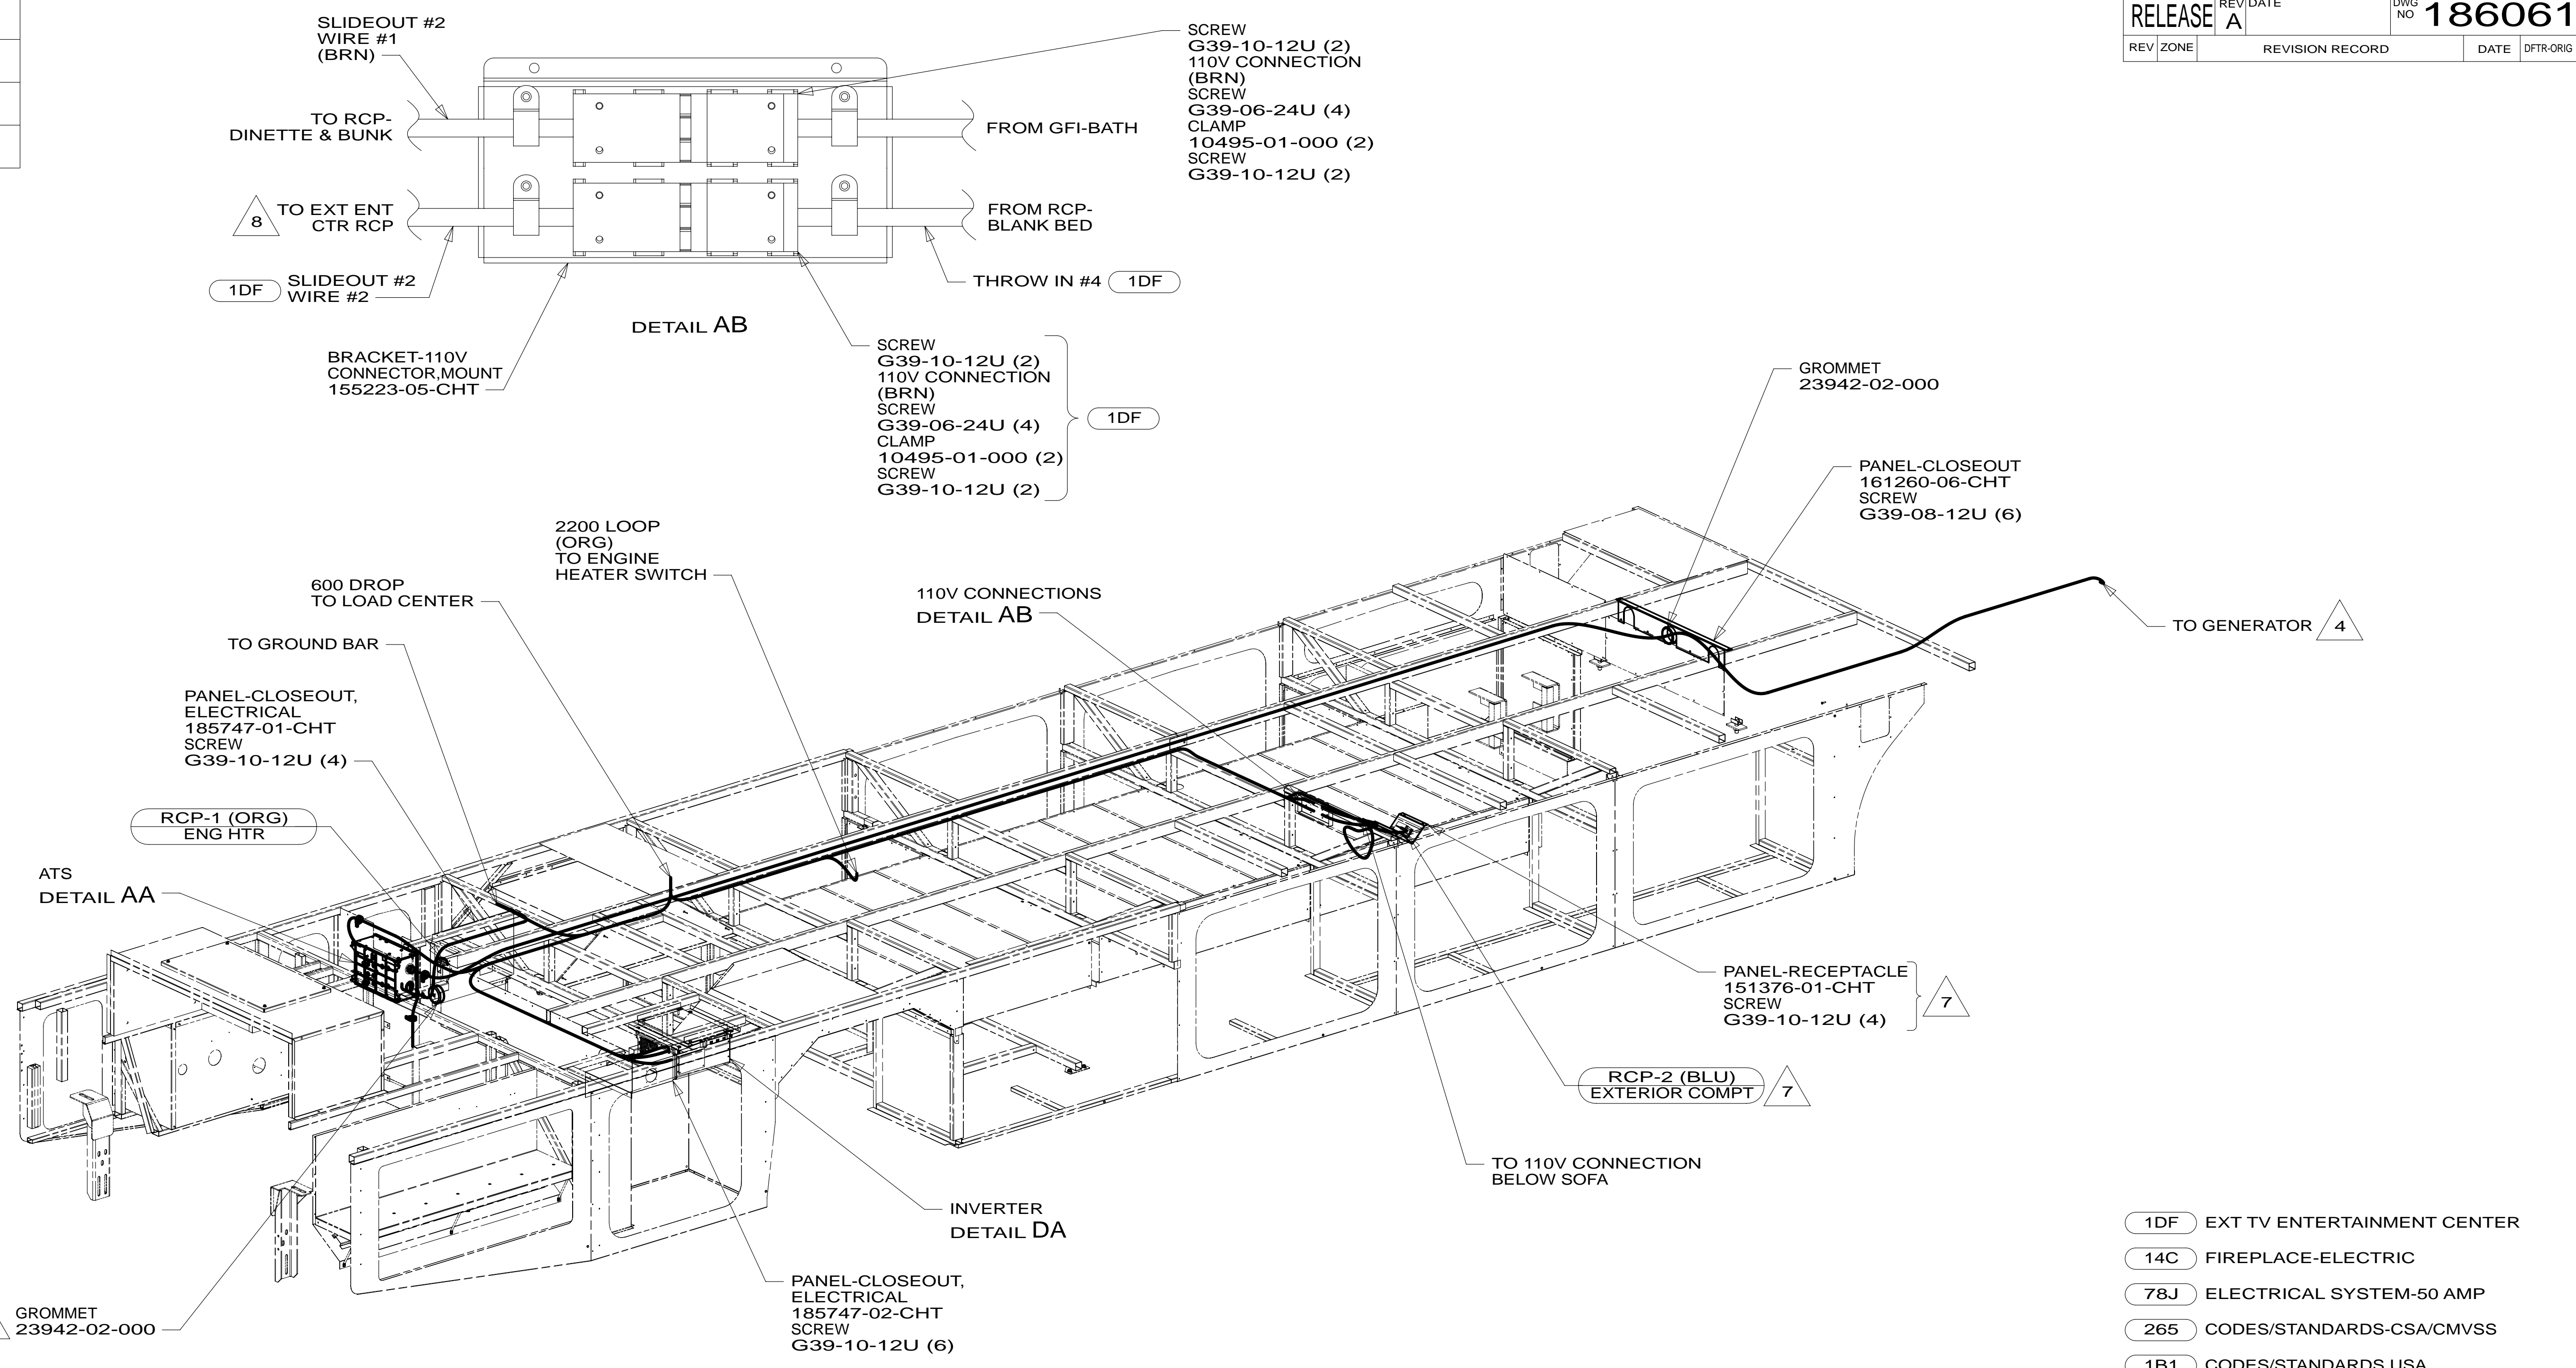 RELEASE
REV
A
DATE
DWG
NO
186061
REV
ZONE
REVISION RECORD
DATE
DFTR-ORIG
SLIDEOUT #2
WIRE #1
(BRN)
TO RCP-
DINETTE & BUNK
FROM GFI-BATH
SCREW
G39-10-12U (2)
110V CONNECTION
(BRN)
SCREW
G39-06-24U (4)
CLAMP
10495-01-000 (2)
SCREW
G39-10-12U (2)
8
TO EXT ENT
CTR RCP
FROM RCP-
BLANK BED
1DF
SLIDEOUT #2
WIRE #2
THROW IN #4
1DF
DETAIL AB
BRACKET-110V
CONNECTOR,MOUNT
155223-05-CHT
SCREW
G39-10-12U (2)
110V CONNECTION
(BRN)
SCREW
G39-06-24U (4)
CLAMP
10495-01-000 (2)
SCREW
G39-10-12U (2)
1DF
GROMMET
23942-02-000
PANEL-CLOSEOUT
161260-06-CHT
SCREW
G39-08-12U (6)
2200 LOOP
(ORG)
TO ENGINE
HEATER SWITCH
600 DROP
TO LOAD CENTER
110V CONNECTIONS
DETAIL AB
TO GENERATOR
4
TO GROUND BAR
PANEL-CLOSEOUT,
ELECTRICAL
185747-01-CHT
SCREW
G39-10-12U (4)
RCP-1 (ORG)
ENG HTR
ATS
DETAIL AA
PANEL-RECEPTACLE
151376-01-CHT
SCREW
G39-10-12U (4)
7
RCP-2 (BLU)
EXTERIOR COMPT
7
TO 110V CONNECTION
BELOW SOFA
INVERTER
DETAIL DA
PANEL-CLOSEOUT,
ELECTRICAL
185747-02-CHT
SCREW
G39-10-12U (6)
GROMMET
23942-02-000
1DF EXT TV ENTERTAINMENT CENTER
14C FIREPLACE-ELECTRIC
78J ELECTRICAL SYSTEM-50 AMP
265 CODES/STANDARDS-CSA/CMVSS
1B1 CODES/STANDARDS USA